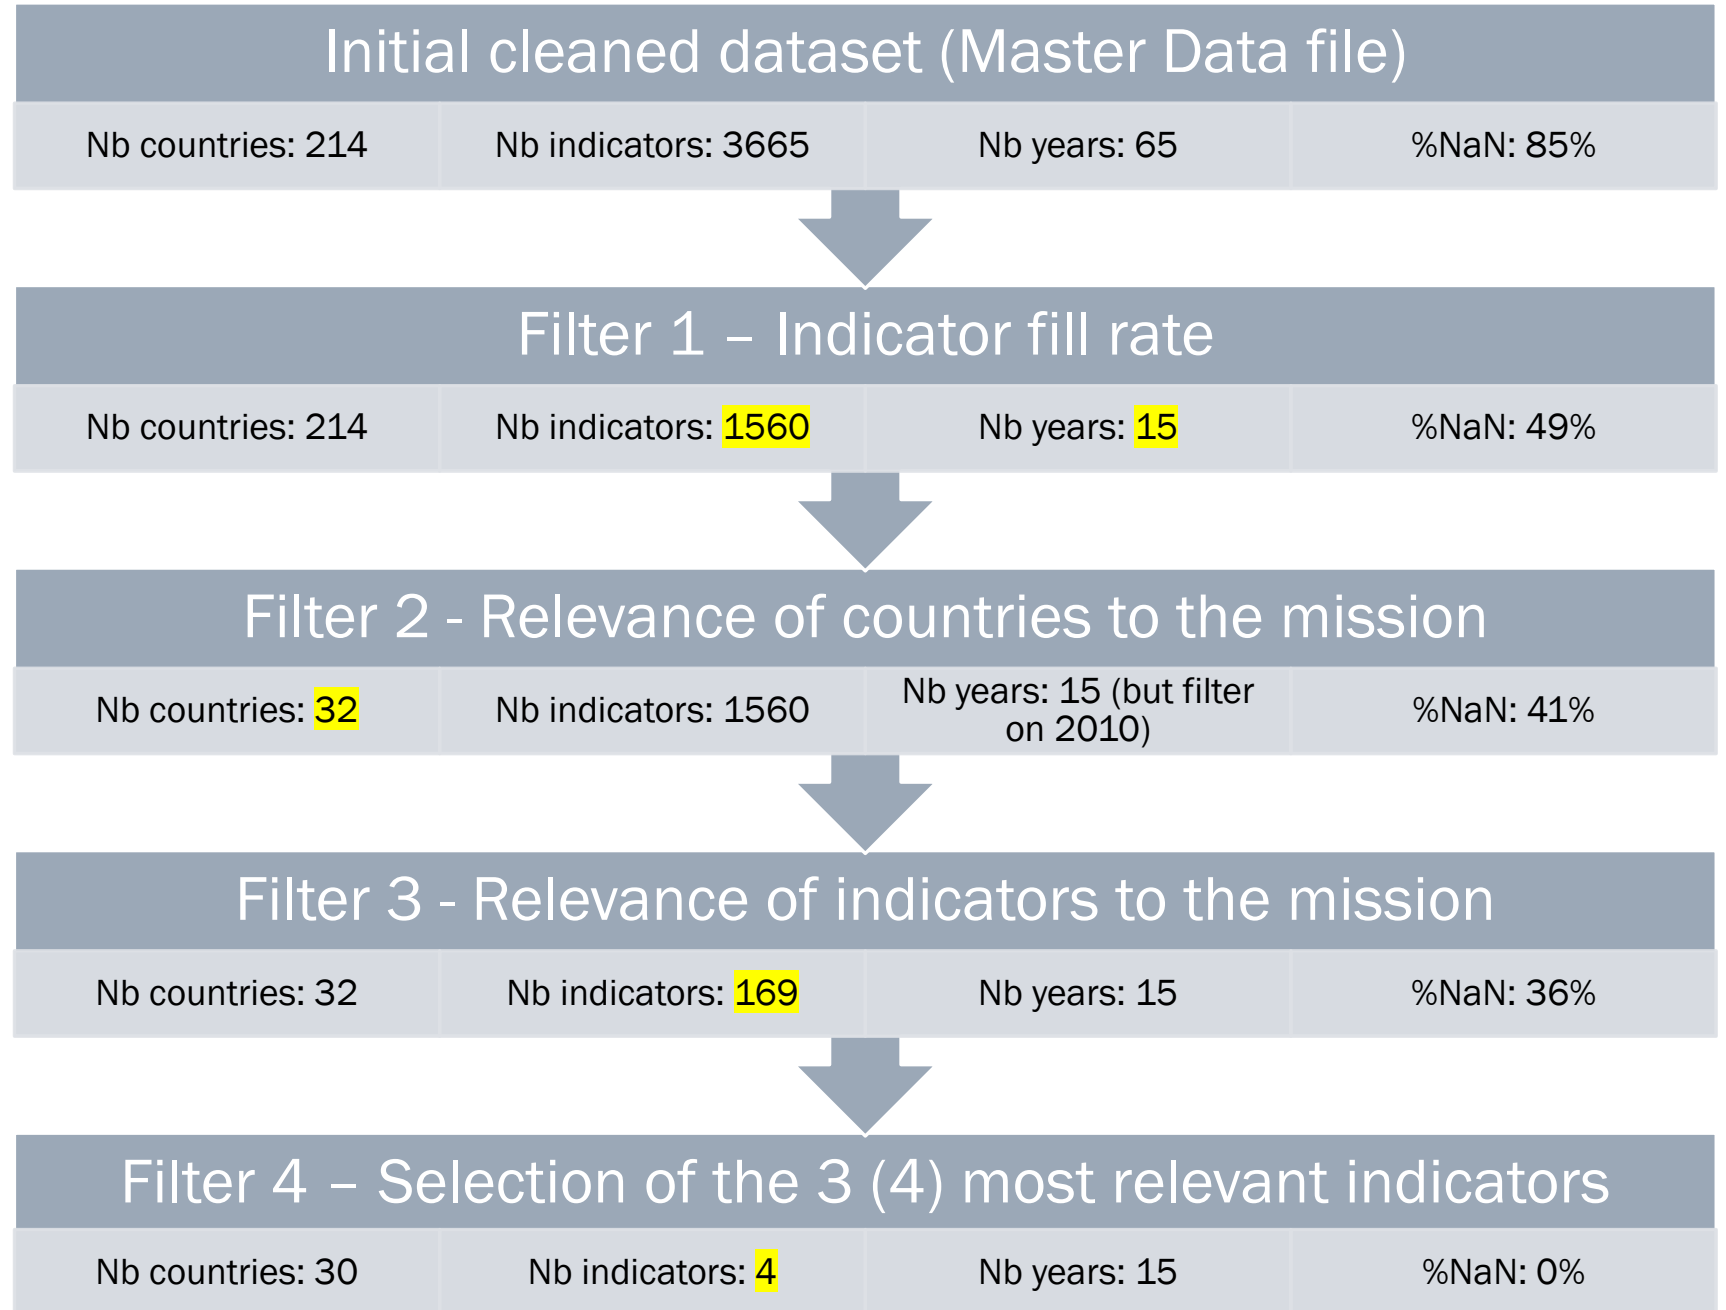 Initial cleaned dataset (Master Data file)
Nb countries: 214
Nb indicators: 3665
Nb years: 65
%NaN: 85%
Filter 1 – Indicator fill rate
Nb countries: 214
Nb indicators: 1560
Nb years: 15
%NaN: 49%
Filter 2 - Relevance of countries to the mission
Nb countries: 32
Nb indicators: 1560
Nb years: 15 (but filter
on 2010)
%NaN: 41%
Filter 3 - Relevance of indicators to the mission
Nb countries: 32
Nb indicators: 169
Nb years: 15
%NaN: 36%
Filter 4 – Selection of the 3 (4) most relevant indicators
Nb countries: 30
Nb indicators: 4
Nb years: 15
%NaN: 0%